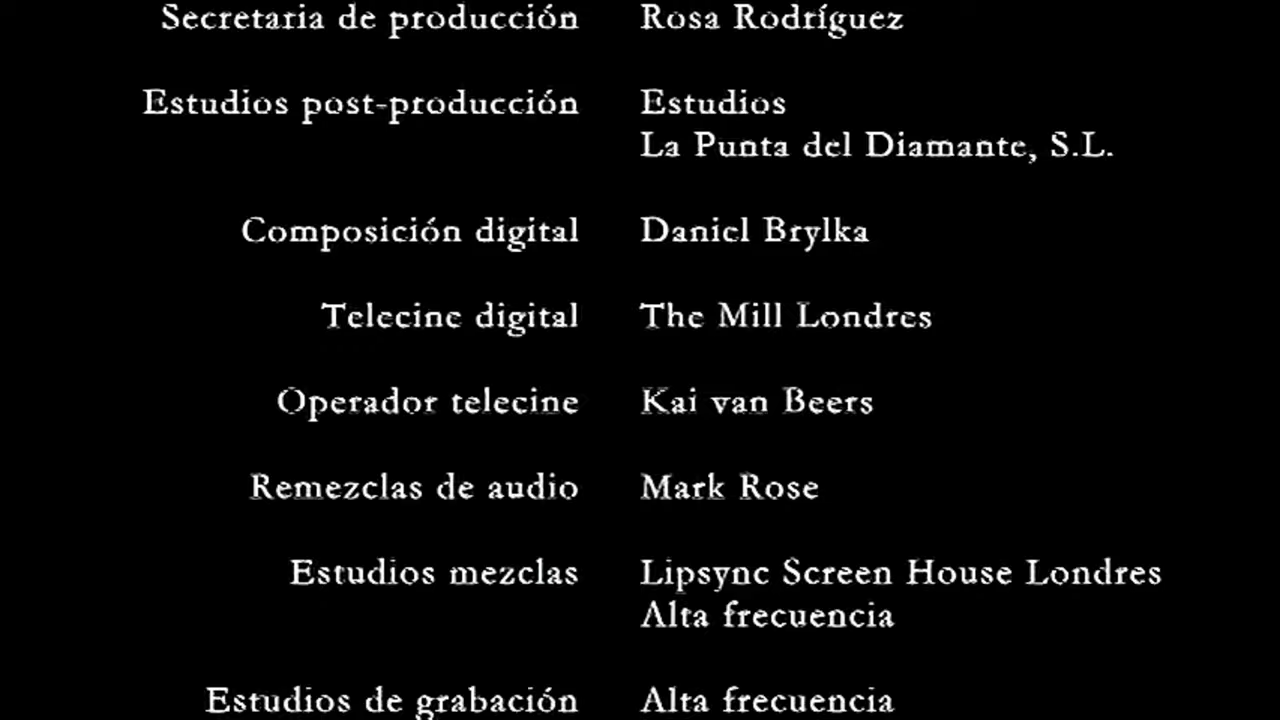 Secretaria de producción Rosa Rodríguez
Estudios post-producción Estudios
La Punta del Diamante, S.L.
Composición digital Daniel Brylka
Telecine digital The Mill Londres
Operador telecine Kai van Beers
Remezclas de audio Mark Rose
Estudios mezclas Lipsync Screen House Londres
Alta frecuencia
Estudios de grabación Alta frecuencia